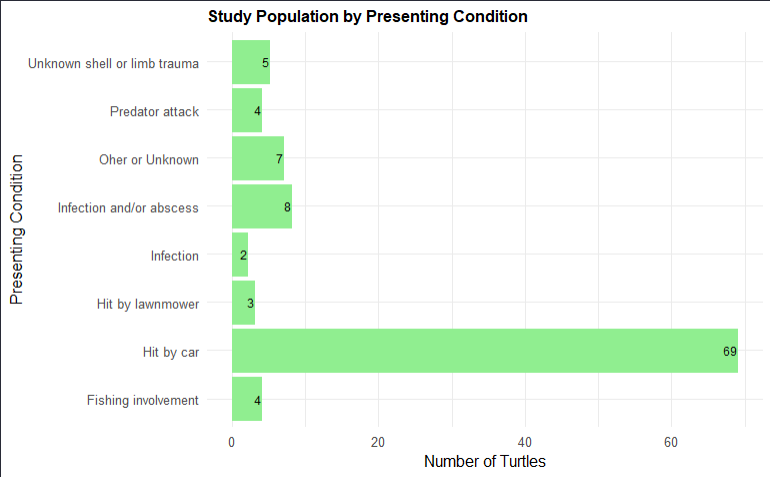 Study Population by Presenting Condition
Presenting Condition
Unknown shell or limb trauma 5
Predator attack 4
Oher or Unknown 7
Infection and/or abscess 8
Infection 2
Hit by lawnmower 3
Hit by car 69
Fishing involvement 4
0 20 40 60
Number of Turtles